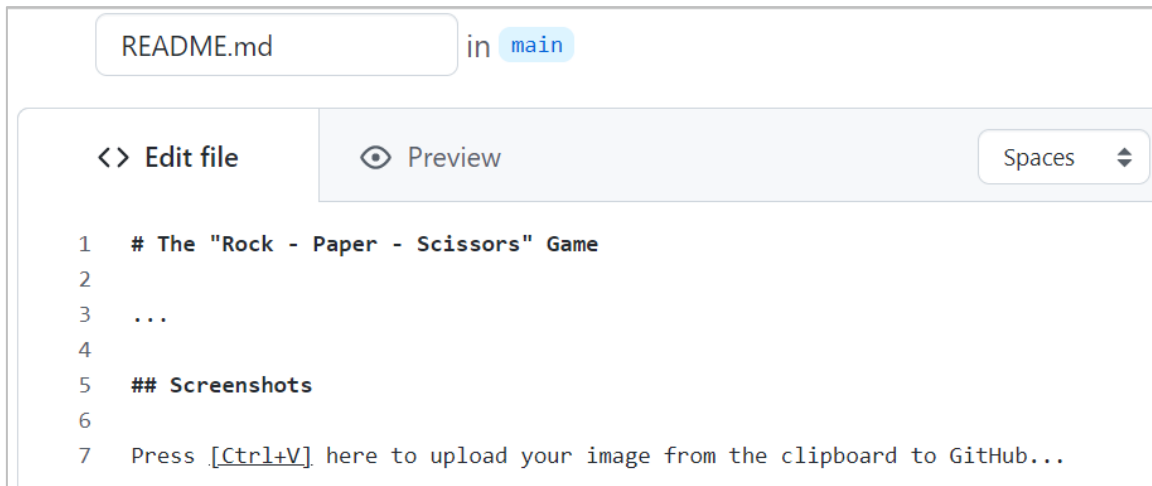 README.md in main
<> Edit file Preview Spaces
1 # The "Rock - Paper - Scissors" Game
2
3 ...
4
5 ## Screenshots
6
7 Press [Ctrl+V] here to upload your image from the clipboard to GitHub...